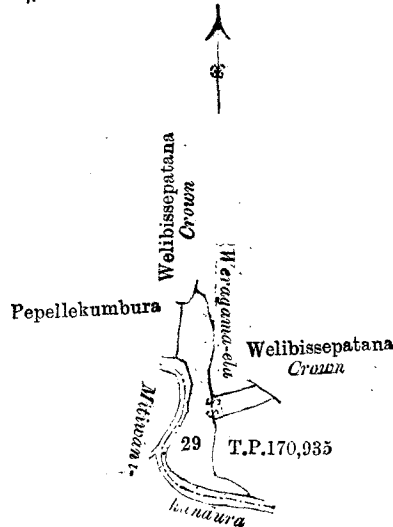 Welibissepatana
Crown
Weragama-ela
Pepellekumbura
Welibissepatana
Crown
29
T.P.170,935
kandura